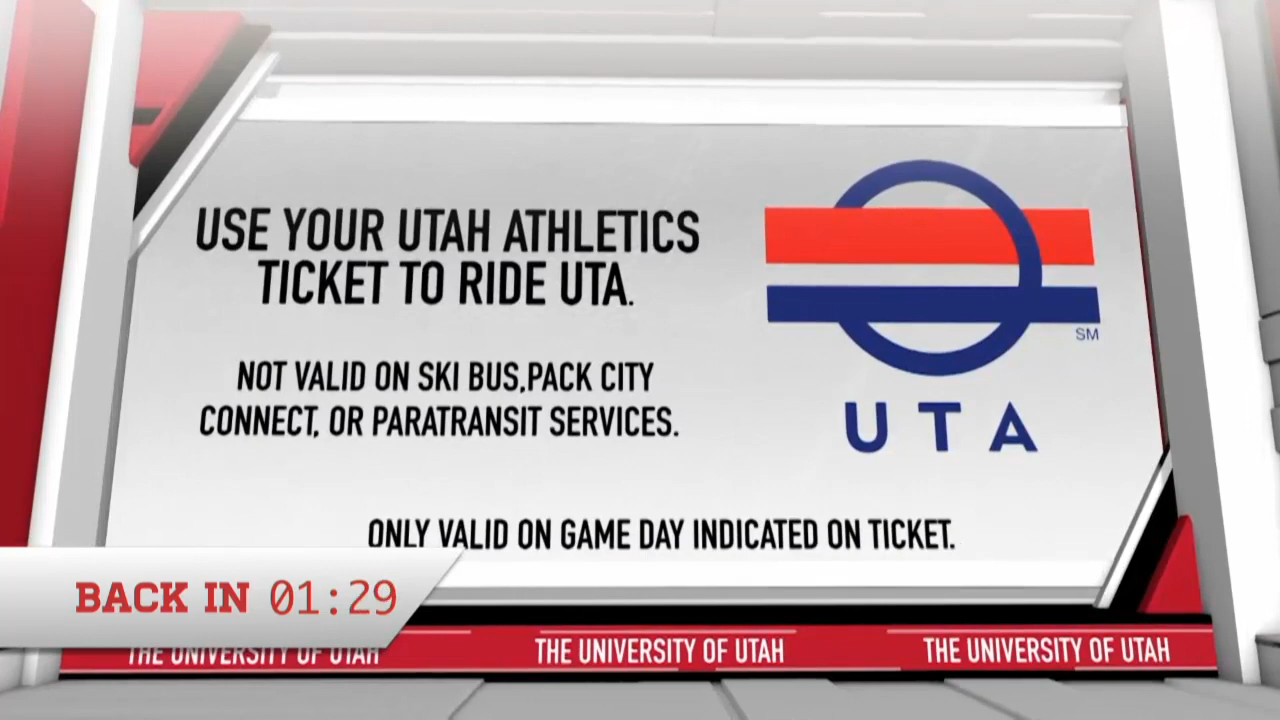 USE YOUR UTAH ATHLETICS
TICKET TO RIDE UTA.
NOT VALID ON SKI BUS,PACK CITY
CONNECT, OR PARATRANSIT SERVICES.
SM
UTA
ONLY VALID ON GAME DAY INDICATED ON TICKET.
BACK IN 01:29
THE UNIVERSITY OF UTAH THE UNIVERSITY OF UTAH THE UNIVERSITY OF UTAH